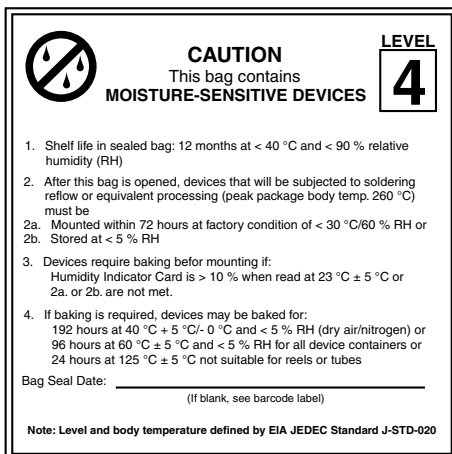 LEVEL
4
CAUTION
This bag contains
MOISTURE-SENSITIVE DEVICES
1. Shelf life in sealed bag: 12 months at < 40 °C and < 90 % relative
humidity (RH)
2. After this bag is opened, devices that will be subjected to soldering
reflow or equivalent processing (peak package body temp. 260 °C)
must be
2a. Mounted within 72 hours at factory condition of < 30 °C/60 % RH or
2b. Stored at < 5 % RH
3. Devices require baking befor mounting if:
Humidity Indicator Card is > 10 % when read at 23 °C ± 5 °C or
2a. or 2b. are not met.
4. If baking is required, devices may be baked for:
192 hours at 40 °C + 5 °C/- 0 °C and < 5 % RH (dry air/nitrogen) or
96 hours at 60 °C ± 5 °C and < 5 % RH for all device containers or
24 hours at 125 °C ± 5 °C not suitable for reels or tubes
Bag Seal Date:
(If blank, see barcode label)
Note: Level and body temperature defined by EIA JEDEC Standard J-STD-020